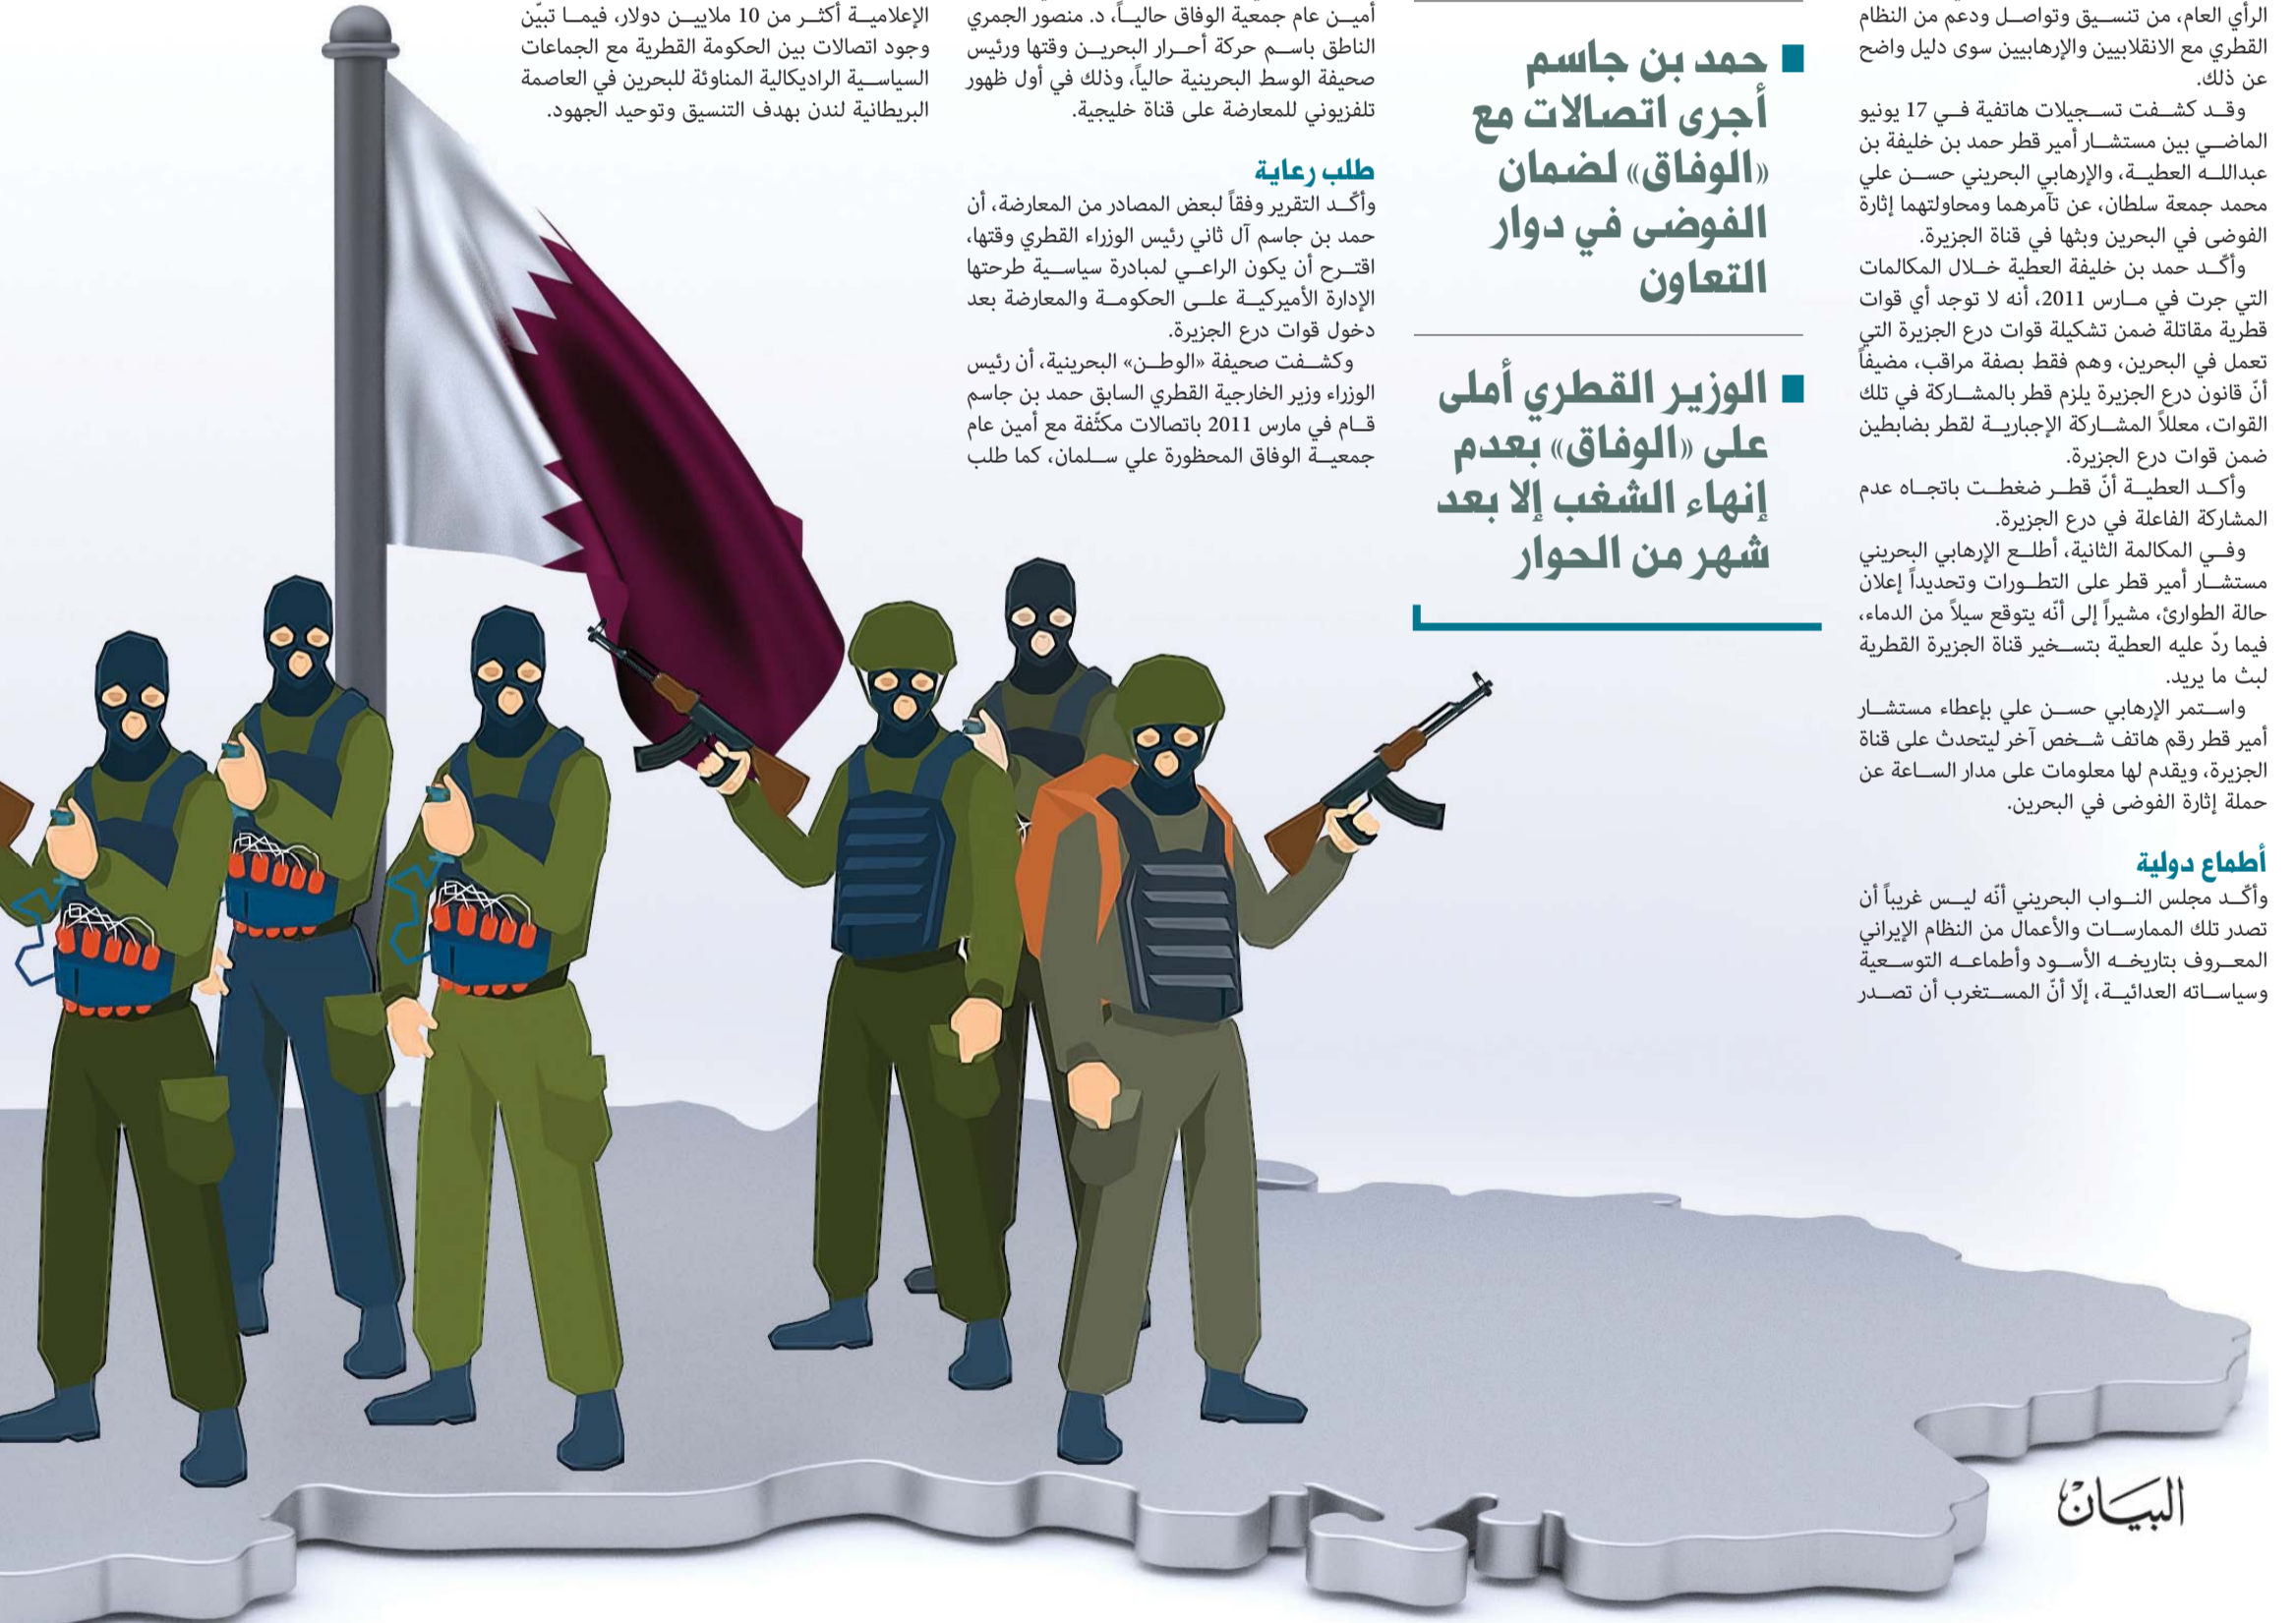 الرأي العام، من تنسيق وتواصل ودعم من النظام
القطري مع الانقلابيين والإرهابيين سوى دليل واضح
عن ذلك.
وقد كشفت تسجيلات هاتفية في 17 يونيو
الماضي بين مستشار أمير قطر حمد بن خليفة بن
عبدالله العطية، والإرهابي البحريني حسن علي
محمد جمعة سلطان، عن تآمرهما ومحاولتهما إثارة
الفوضى في البحرين وبثها في قناة الجزيرة.
وأكّد حمد بن خليفة العطية خلال المكالمات
التي جرت في مارس 2011، أنه لا توجد أي قوات
قطرية مقاتلة ضمن تشكيلة قوات درع الجزيرة التي
تعمل في البحرين، وهم فقط بصفة مراقب، مضيفاً
أنّ قانون درع الجزيرة يلزم قطر بالمشاركة في تلك
القوات، معللاً المشاركة الإجبارية لقطر بضابطين
ضمن قوات درع الجزيرة.
وأكد العطية أنّ قطر ضغطت باتجاه عدم
المشاركة الفاعلة في درع الجزيرة.
وفي المكالمة الثانية، أطلع الإرهابي البحريني
مستشار أمير قطر على التطورات وتحديداً إعلان
حالة الطوارئ، مشيراً إلى أنّه يتوقع سيلاً من الدماء،
فيما ردّ عليه العطية بتسخير قناة الجزيرة القطرية
لبث ما يريد.
واستمر الإرهابي حسن علي بإعطاء مستشار
أمير قطر رقم هاتف شخص آخر ليتحدث على قناة
الجزيرة، ويقدم لها معلومات على مدار الساعة عن
حملة إثارة الفوضى في البحرين.
أطماع دولية
وأكّد مجلس النواب البحريني أنّه ليس غريباً أن
تصدر تلك الممارسات والأعمال من النظام الإيراني
المعروف بتاريخه الأسود وأطماعه التوسعية
وسياساته العدائية، إلّا أنّ المستغرب أن تصدر
■ حمد بن جاسم
أجرى اتصالات مع
«الوفاق» لضمان
الفوضى في دوار
التعاون
■ الوزير القطري أملى
على «الوفاق» بعدم
إنهاء الشغب إلا بعد
شهر من الحوار
أمين عام جمعية الوفاق حالياً، د. منصور الجمري
الناطق باسم حركة أحرار البحرين وقتها ورئيس
صحيفة الوسط البحرينية حالياً، وذلك في أول ظهور
تلفزيوني للمعارضة على قناة خليجية.
طلب رعاية
وأكّد التقرير وفقاً لبعض المصادر من المعارضة، أن
حمد بن جاسم آل ثاني رئيس الوزراء القطري وقتها،
اقترح أن يكون الراعي لمبادرة سياسية طرحتها
الإدارة الأميركية على الحكومة والمعارضة بعد
دخول قوات درع الجزيرة.
وكشفت صحيفة «الوطن» البحرينية، أن رئيس
الوزراء وزير الخارجية القطري السابق حمد بن جاسم
قام في مارس 2011 باتصالات مكثّفة مع أمين عام
جمعية الوفاق المحظورة علي سلمان، كما طلب
الإعلامية أكثر من 10 ملايين دولار، فيما تبيّن
وجود اتصالات بين الحكومة القطرية مع الجماعات
السياسية الراديكالية المناوئة للبحرين في العاصمة
البريطانية لندن بهدف التنسيق وتوحيد الجهود.
البيان